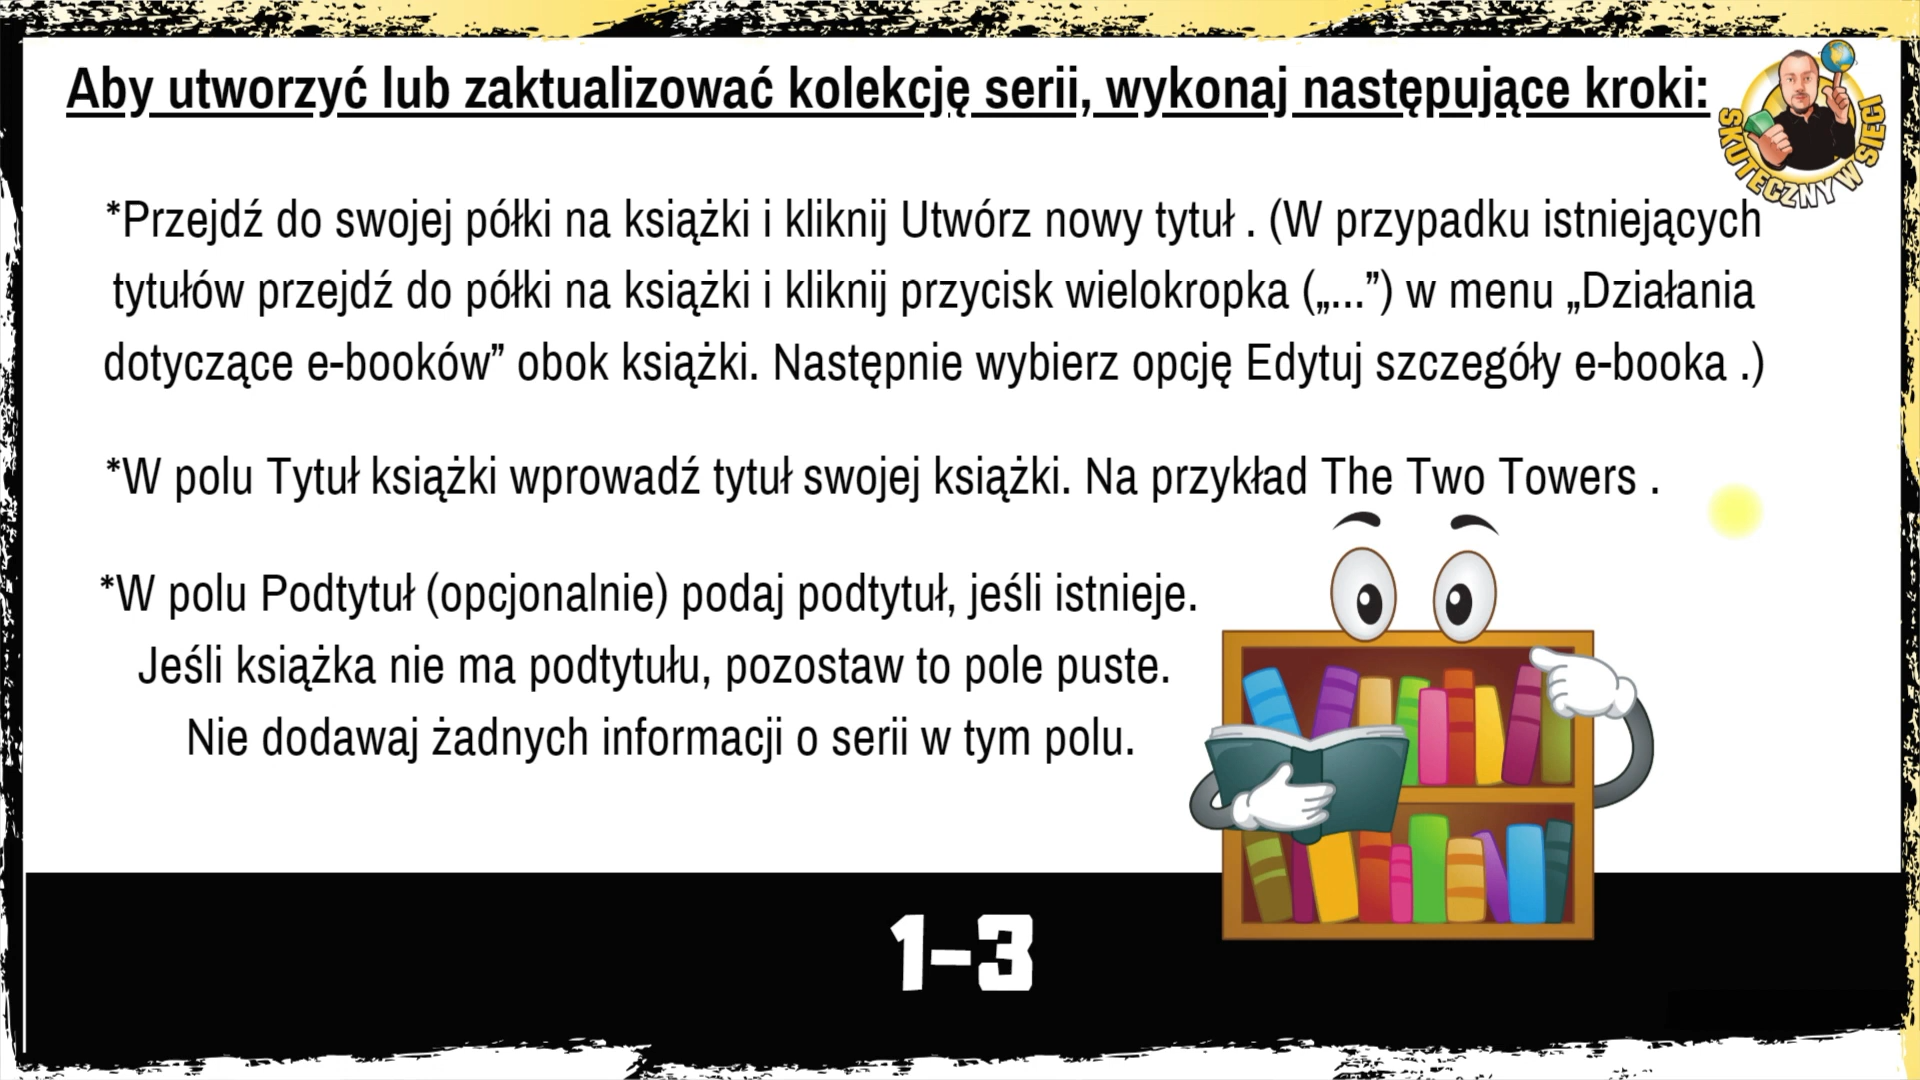 Aby utworzyć lub zaktualizować kolekcję serii, wykonaj następujące kroki:
SKUTECZNY W SIECI
*Przejdź do swojej półki na książki i kliknij Utwórz nowy tytuł . (W przypadku istniejących
tytułów przejdź do półki na książki i kliknij przycisk wielokropka („...”) w menu „Działania
dotyczące e-booków” obok książki. Następnie wybierz opcję Edytuj szczegóły e-booka .)
*W polu Tytuł książki wprowadź tytuł swojej książki. Na przykład The Two Towers .
*W polu Podtytuł (opcjonalnie) podaj podtytuł, jeśli istnieje.
Jeśli książka nie ma podtytułu, pozostaw to pole puste.
Nie dodawaj żadnych informacji o serii w tym polu.
1-3